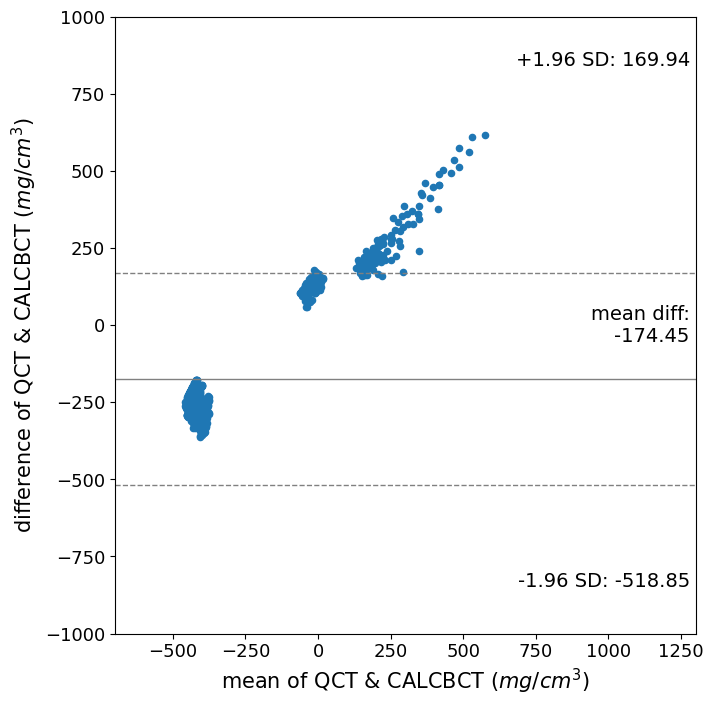 1000
750
500
250
0
−250
−500
−750
−1000
difference of QCT & CALCBCT (mg/cm³)
+1.96 SD: 169.94
mean diff:
-174.45
-1.96 SD: -518.85
−500 −250 0 250 500 750 1000 1250
mean of QCT & CALCBCT (mg/cm³)